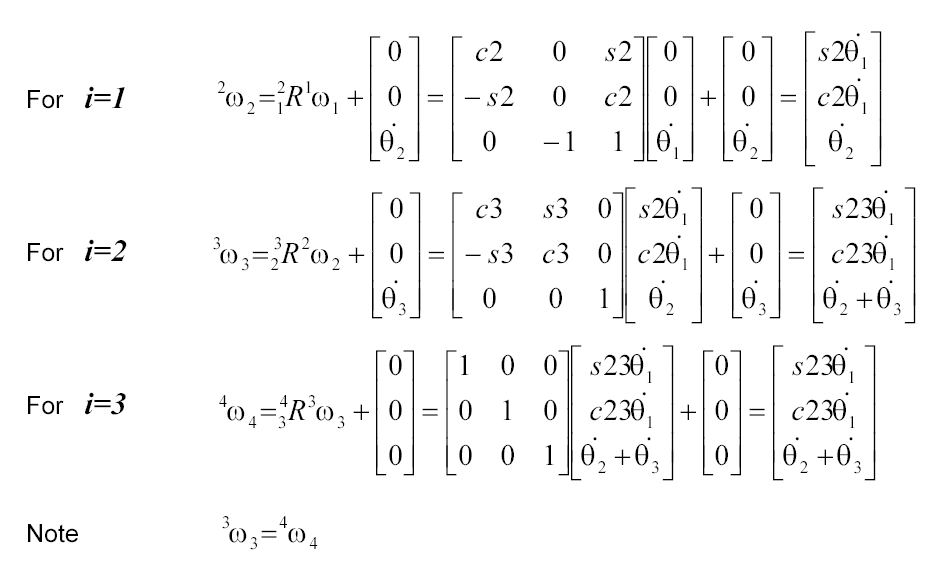 For i=1 $^{2}\omega_{2} = {}^{2}_{1}R\,{}^{1}\omega_{1} + \begin{bmatrix} 0 \\ 0 \\ \dot{\theta}_{2} \end{bmatrix} = \begin{bmatrix} c2 & 0 & s2 \\ -s2 & 0 & c2 \\ 0 & -1 & 1 \end{bmatrix} \begin{bmatrix} 0 \\ 0 \\ \dot{\theta}_{1} \end{bmatrix} + \begin{bmatrix} 0 \\ 0 \\ \dot{\theta}_{2} \end{bmatrix} = \begin{bmatrix} s2\dot{\theta}_{1} \\ c2\dot{\theta}_{1} \\ \dot{\theta}_{2} \end{bmatrix}$
For i=2 $^{3}\omega_{3} = {}^{3}_{2}R\,{}^{2}\omega_{2} + \begin{bmatrix} 0 \\ 0 \\ \dot{\theta}_{3} \end{bmatrix} = \begin{bmatrix} c3 & s3 & 0 \\ -s3 & c3 & 0 \\ 0 & 0 & 1 \end{bmatrix} \begin{bmatrix} s2\dot{\theta}_{1} \\ c2\dot{\theta}_{1} \\ \dot{\theta}_{2} \end{bmatrix} + \begin{bmatrix} 0 \\ 0 \\ \dot{\theta}_{3} \end{bmatrix} = \begin{bmatrix} s23\dot{\theta}_{1} \\ c23\dot{\theta}_{1} \\ \dot{\theta}_{2} + \dot{\theta}_{3} \end{bmatrix}$
For i=3 $^{4}\omega_{4} = {}^{4}_{3}R\,{}^{3}\omega_{3} + \begin{bmatrix} 0 \\ 0 \\ 0 \end{bmatrix} = \begin{bmatrix} 1 & 0 & 0 \\ 0 & 1 & 0 \\ 0 & 0 & 1 \end{bmatrix} \begin{bmatrix} s23\dot{\theta}_{1} \\ c23\dot{\theta}_{1} \\ \dot{\theta}_{2} + \dot{\theta}_{3} \end{bmatrix} + \begin{bmatrix} 0 \\ 0 \\ 0 \end{bmatrix} = \begin{bmatrix} s23\dot{\theta}_{1} \\ c23\dot{\theta}_{1} \\ \dot{\theta}_{2} + \dot{\theta}_{3} \end{bmatrix}$
Note $^{3}\omega_{3} = {}^{4}\omega_{4}$